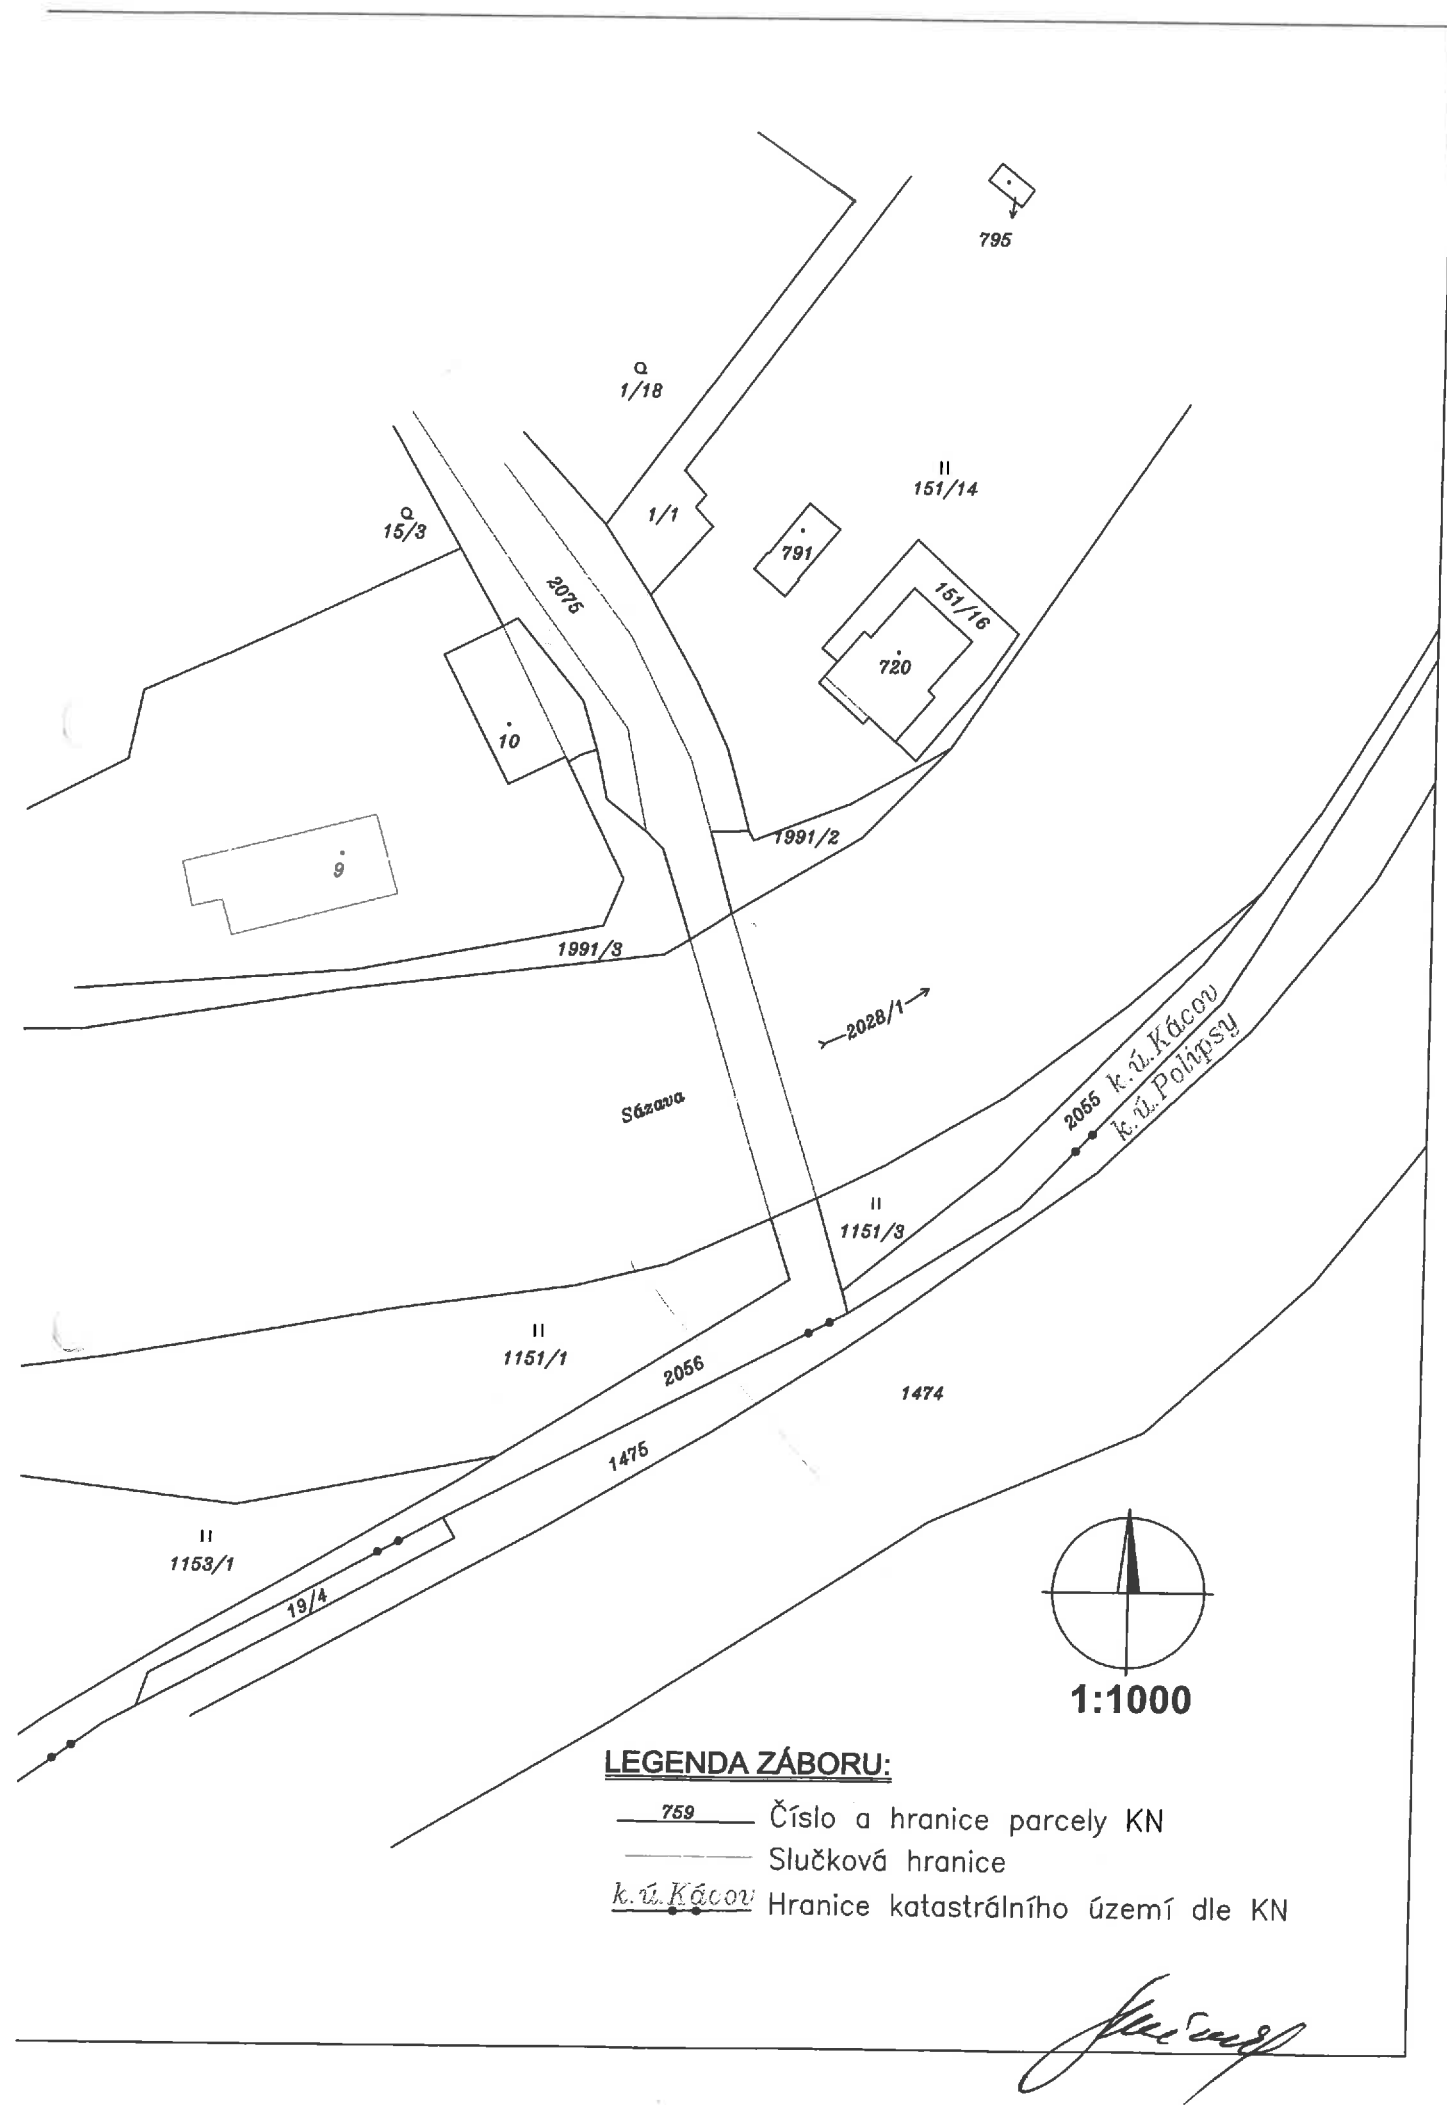 795
Q
1/18
II
151/14
Q
15/3
1/1
791
2075
151/16
720
10
9
1991/2
1991/3
2028/1
Sázava
2055 k.ú.Kácov
k.ú.Polipsy
II
1151/3
II
1151/1
2056
1474
1475
II
1153/1
19/4
1:1000
LEGENDA ZÁBORU:
759 Číslo a hranice parcely KN
Slučková hranice
k.ú.Kácov Hranice katastrálního území dle KN